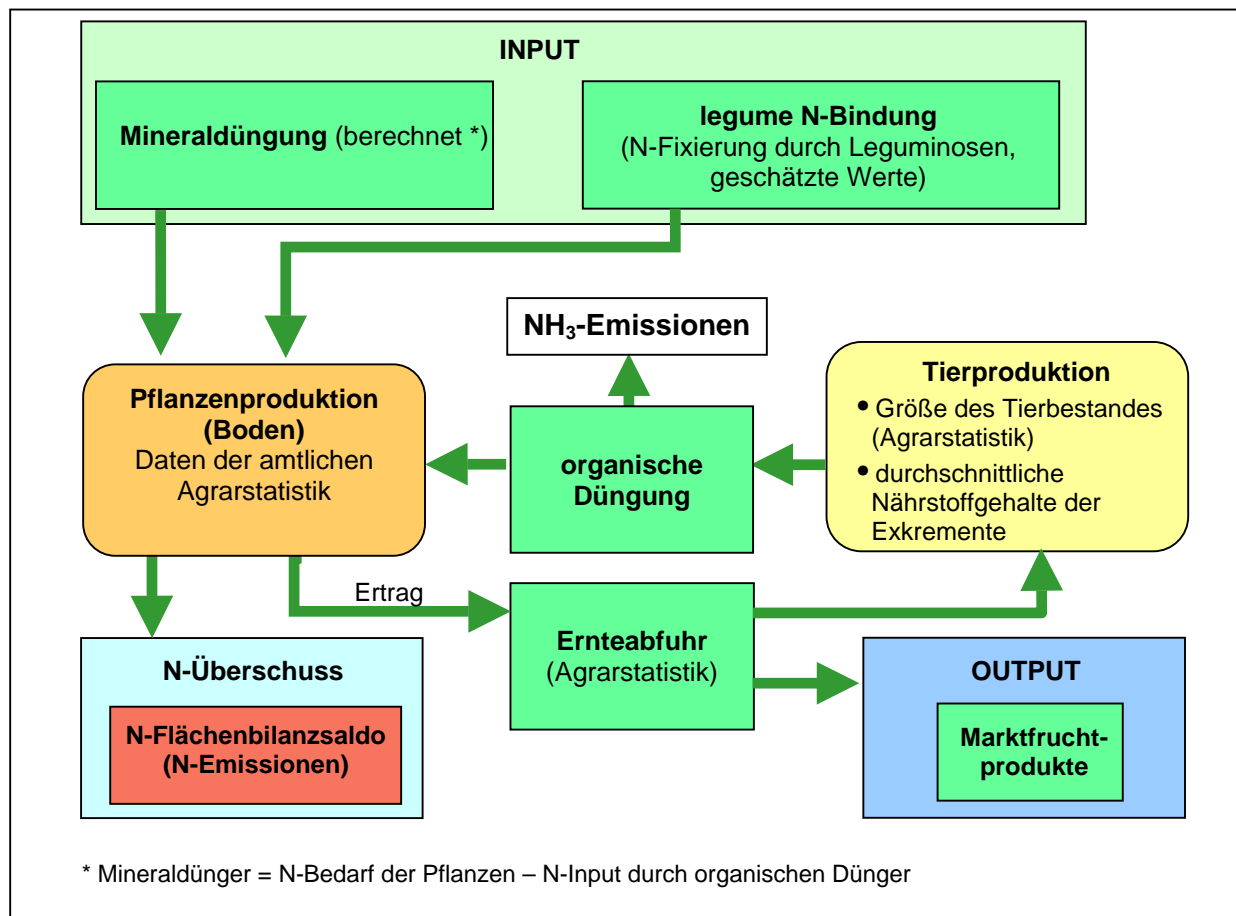 INPUT
Mineraldüngung (berechnet *)
legume N-Bindung
(N-Fixierung durch Leguminosen,
geschätzte Werte)
NH₃-Emissionen
Pflanzenproduktion
(Boden)
Daten der amtlichen
Agrarstatistik
organische
Düngung
Tierproduktion
• Größe des Tierbestandes
(Agrarstatistik)
• durchschnittliche
Nährstoffgehalte der
Exkremente
Ertrag
Ernteabfuhr
(Agrarstatistik)
N-Überschuss
N-Flächenbilanzsaldo
(N-Emissionen)
OUTPUT
Marktfrucht-
produkte
* Mineraldünger = N-Bedarf der Pflanzen – N-Input durch organischen Dünger